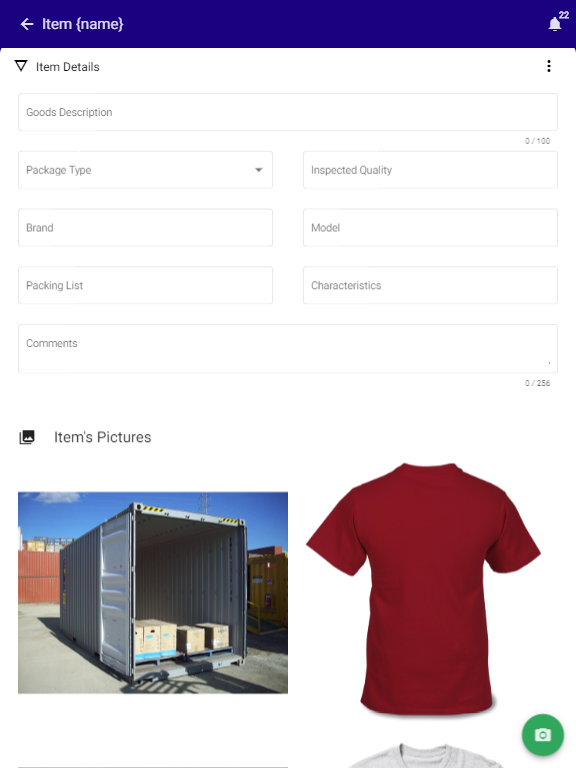 Item {name}
22
Item Details
Goods Description
0 / 100
Package Type
Inspected Quality
Brand
Model
Packing List
Characteristics
Comments
0 / 256
Item's Pictures